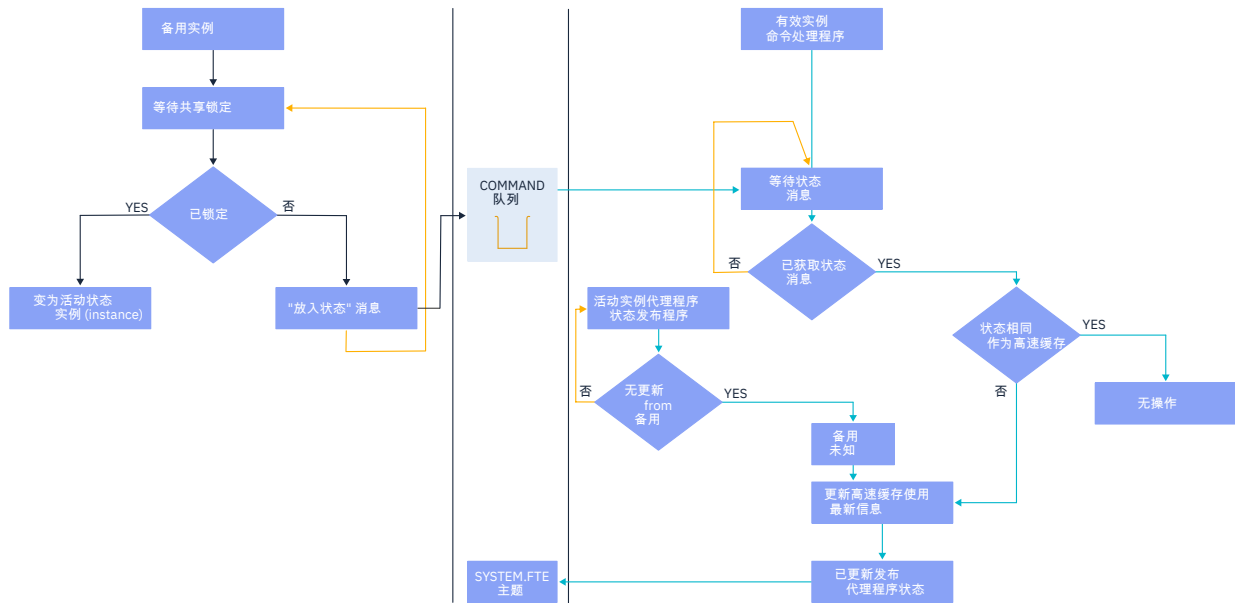 备用实例
等待共享锁定
已锁定
YES
否
变为活动状态
实例 (instance)
"放入状态" 消息
COMMAND
队列
SYSTEM.FTE
主题
有效实例
命令处理程序
等待状态
消息
已获取状态
消息
否
YES
状态相同
作为高速缓存
YES
否
无操作
活动实例代理程序
状态发布程序
无更新
from
备用
否
YES
备用
未知
更新高速缓存使用
最新信息
已更新发布
代理程序状态